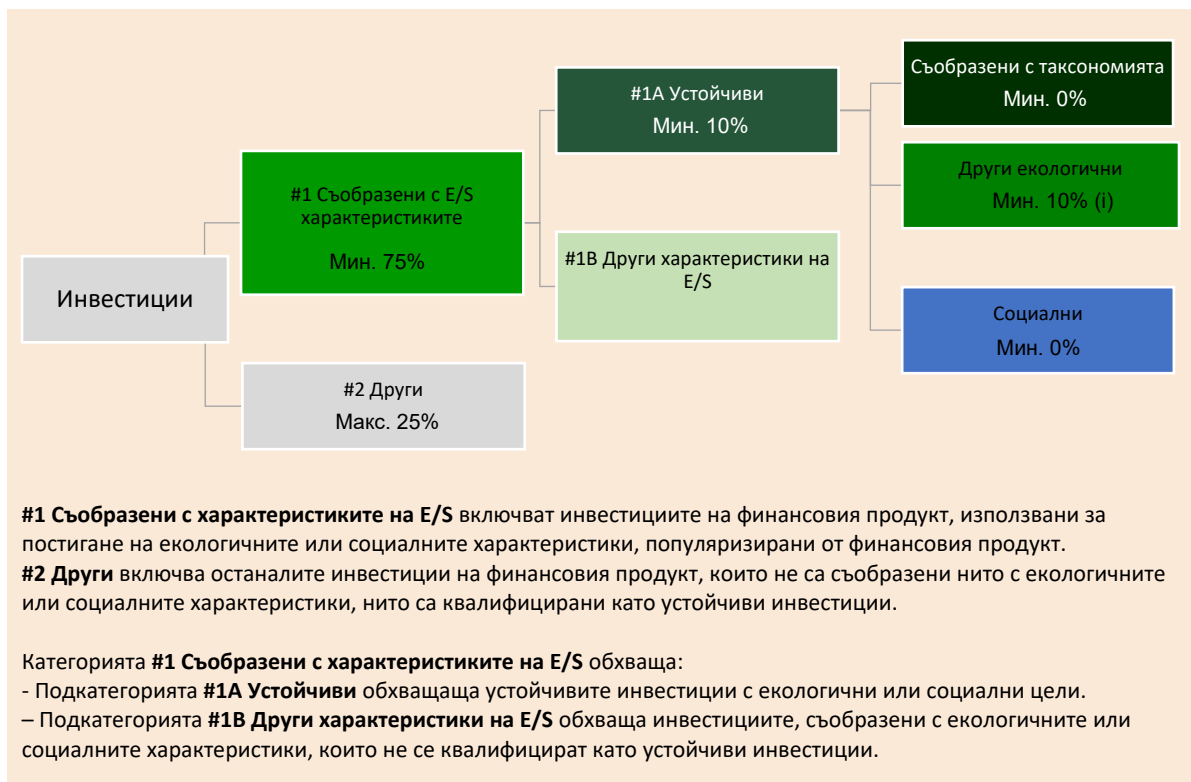 Инвестиции
#1 Съобразени с E/S
характеристиките
Мин. 75%
#2 Други
Макс. 25%
#1A Устойчиви
Мин. 10%
#1B Други характеристики на
E/S
Съобразени с таксономията
Мин. 0%
Други екологични
Мин. 10% (i)
Социални
Мин. 0%
#1 Съобразени с характеристиките на E/S включват инвестициите на финансовия продукт, използвани за
постигане на екологичните или социалните характеристики, популяризирани от финансовия продукт.
#2 Други включва останалите инвестиции на финансовия продукт, които не са съобразени нито с екологичните
или социалните характеристики, нито са квалифицирани като устойчиви инвестиции.
Категорията #1 Съобразени с характеристиките на E/S обхваща:
- Подкатегорията #1A Устойчиви обхващаща устойчивите инвестиции с екологични или социални цели.
– Подкатегорията #1B Други характеристики на E/S обхваща инвестициите, съобразени с екологичните или
социалните характеристики, които не се квалифицират като устойчиви инвестиции.